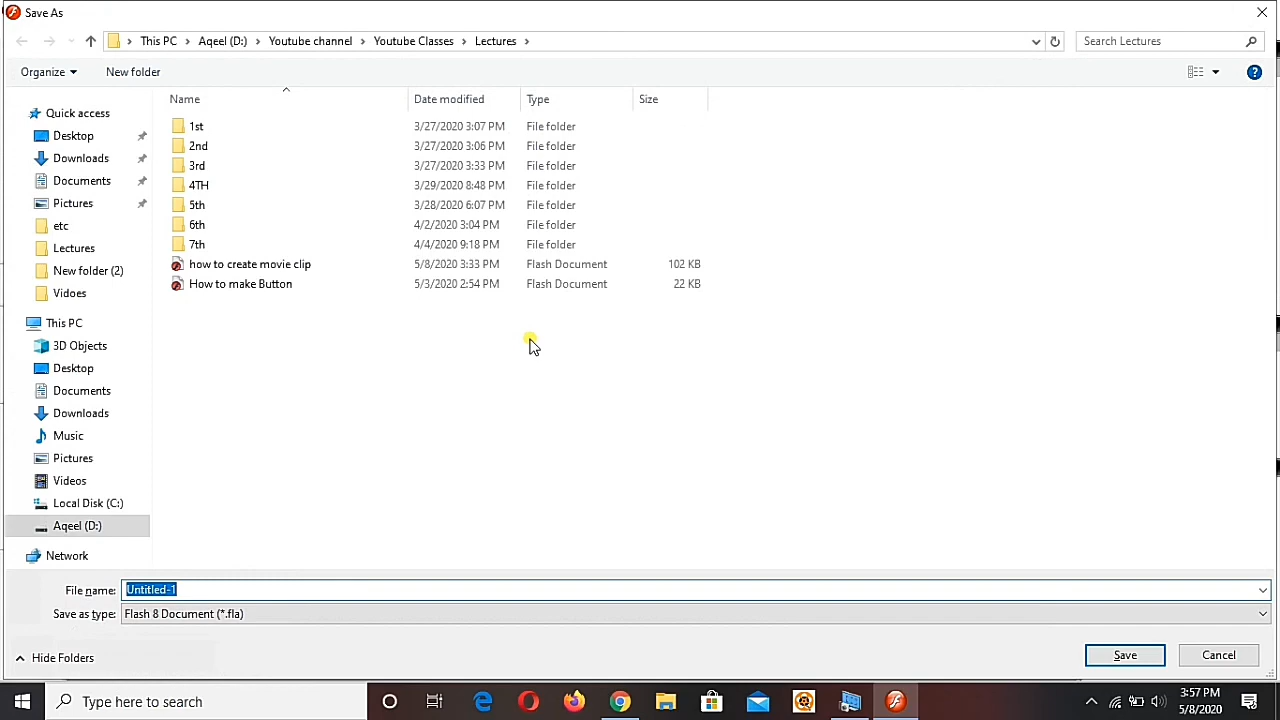 Save As
This PC > Aqeel (D:) > Youtube channel > Youtube Classes > Lectures >
Search Lectures
Organize
New folder
Name
Date modified
Type
Size
1st 3/27/2020 3:07 PM File folder
2nd 3/27/2020 3:06 PM File folder
3rd 3/27/2020 3:33 PM File folder
4TH 3/29/2020 8:48 PM File folder
5th 3/28/2020 6:07 PM File folder
6th 4/2/2020 3:04 PM File folder
7th 4/4/2020 9:18 PM File folder
how to create movie clip 5/8/2020 3:33 PM Flash Document 102 KB
How to make Button 5/3/2020 2:54 PM Flash Document 22 KB
Quick access
Desktop
Downloads
Documents
Pictures
etc
Lectures
New folder (2)
Vidoes
This PC
3D Objects
Desktop
Documents
Downloads
Music
Pictures
Videos
Local Disk (C:)
Aqeel (D:)
Network
File name: Untitled-1
Save as type: Flash 8 Document (*.fla)
Hide Folders
Save
Cancel
Type here to search
3:57 PM
5/8/2020